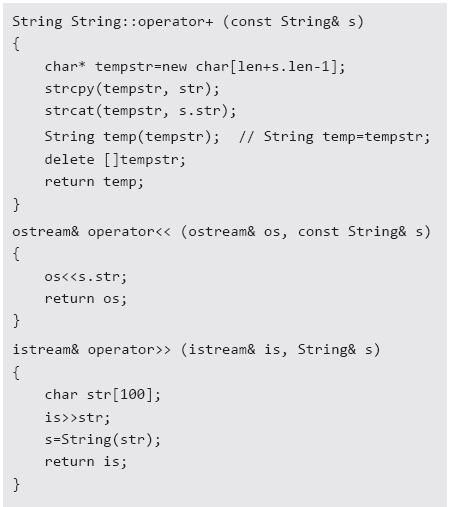 String String::operator+ (const String& s)
{
    char* tempstr=new char[len+s.len-1];
    strcpy(tempstr, str);
    strcat(tempstr, s.str);
    String temp(tempstr);  // String temp=tempstr;
    delete []tempstr;
    return temp;
}
ostream& operator<< (ostream& os, const String& s)
{
    os<<s.str;
    return os;
}
istream& operator>> (istream& is, String& s)
{
    char str[100];
    is>>str;
    s=String(str);
    return is;
}